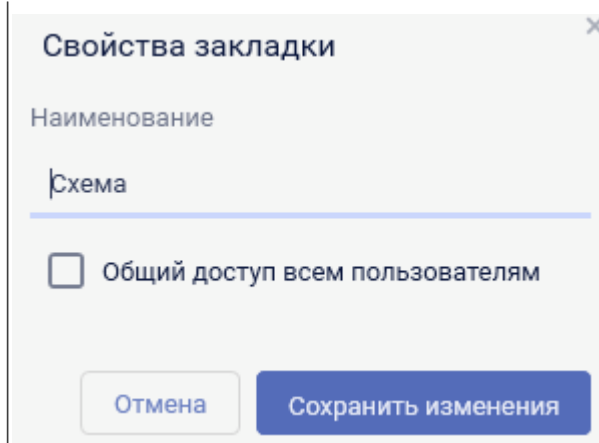 Свойства закладки
Наименование
Схема
Общий доступ всем пользователям
Отмена
Сохранить изменения